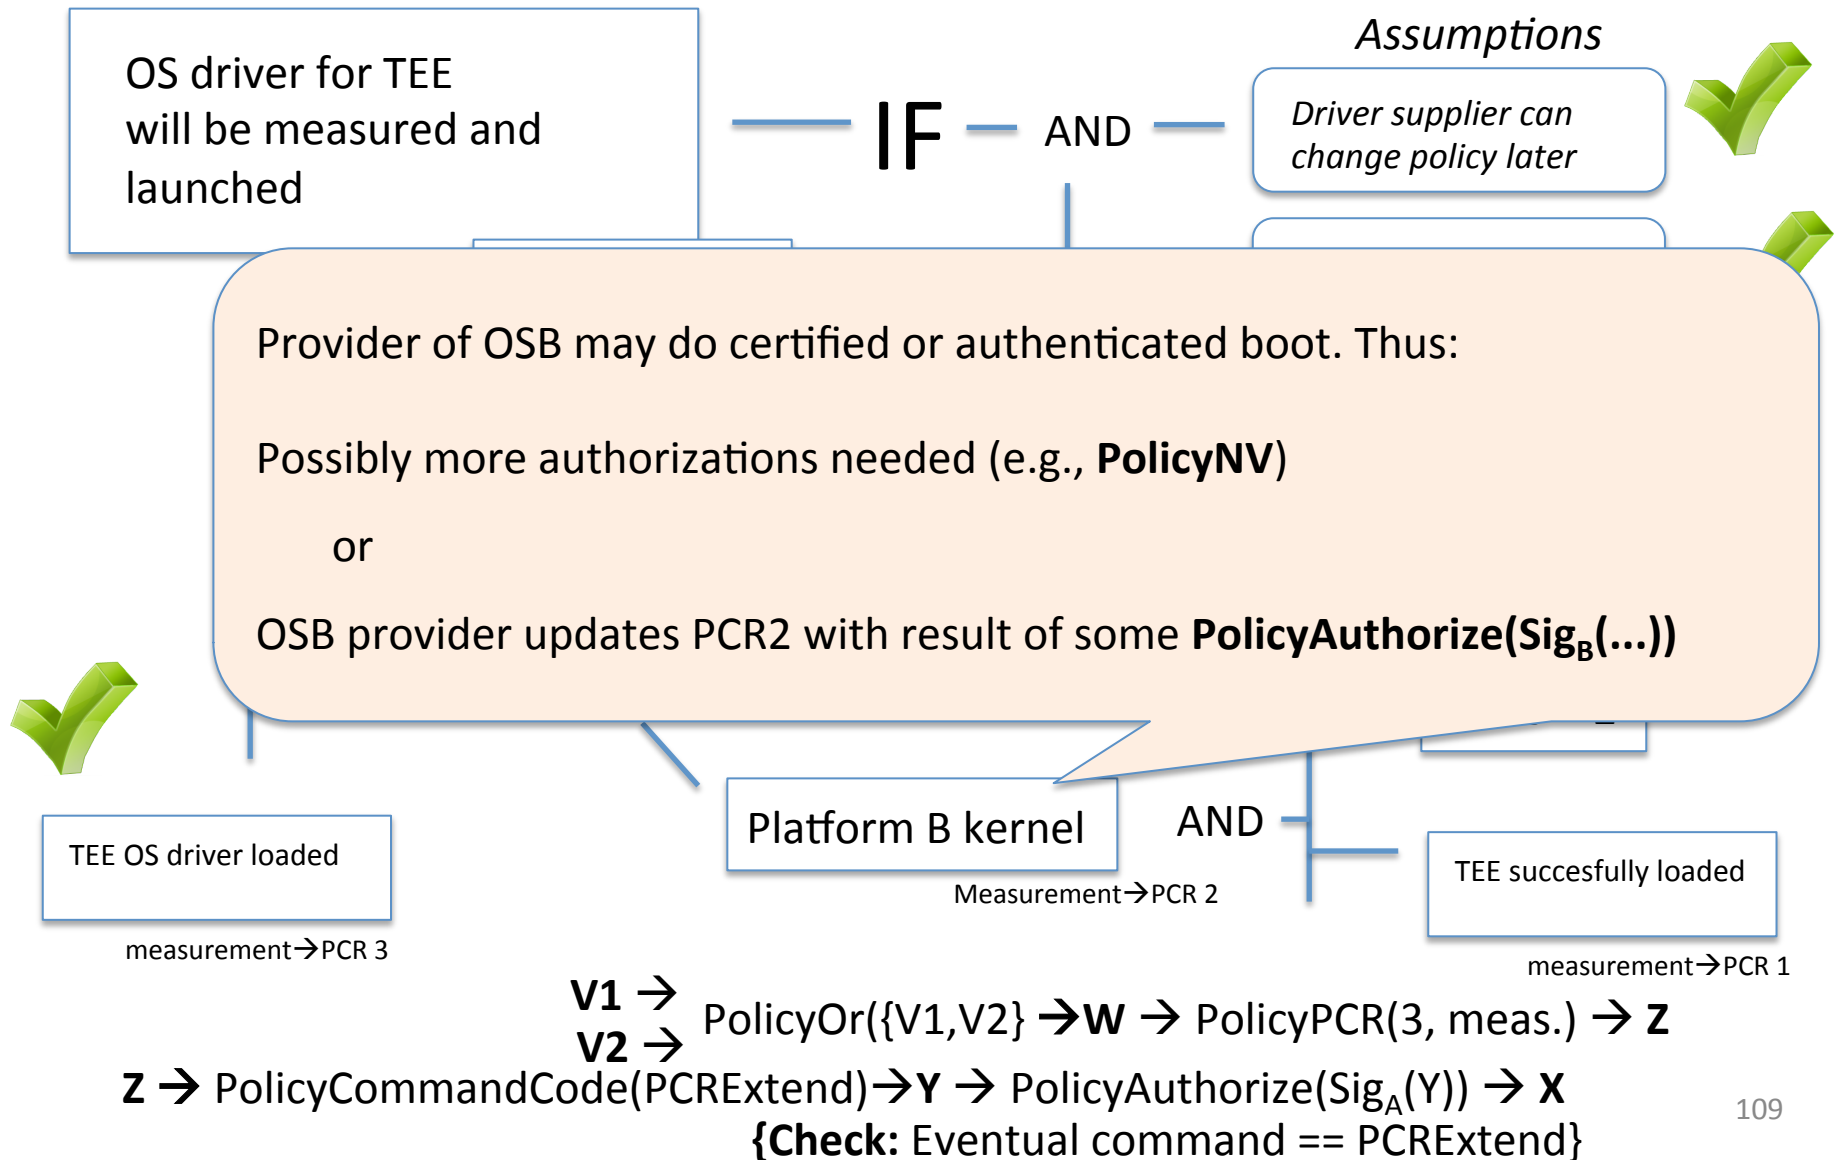 Assumptions
OS driver for TEE
will be measured and
launched
IF
AND
Driver supplier can
change policy later
Provider of OSB may do certified or authenticated boot. Thus:
Possibly more authorizations needed (e.g., PolicyNV)
or
OSB provider updates PCR2 with result of some PolicyAuthorize(SigB(...))
Platform B kernel
AND
TEE OS driver loaded
TEE succesfully loaded
Measurement→PCR 2
measurement→PCR 3
measurement→PCR 1
V1 →
V2 →
PolicyOr({V1,V2} →W → PolicyPCR(3, meas.) → Z
Z → PolicyCommandCode(PCRExtend)→Y → PolicyAuthorize(SigA(Y)) → X
{Check: Eventual command == PCRExtend}
109